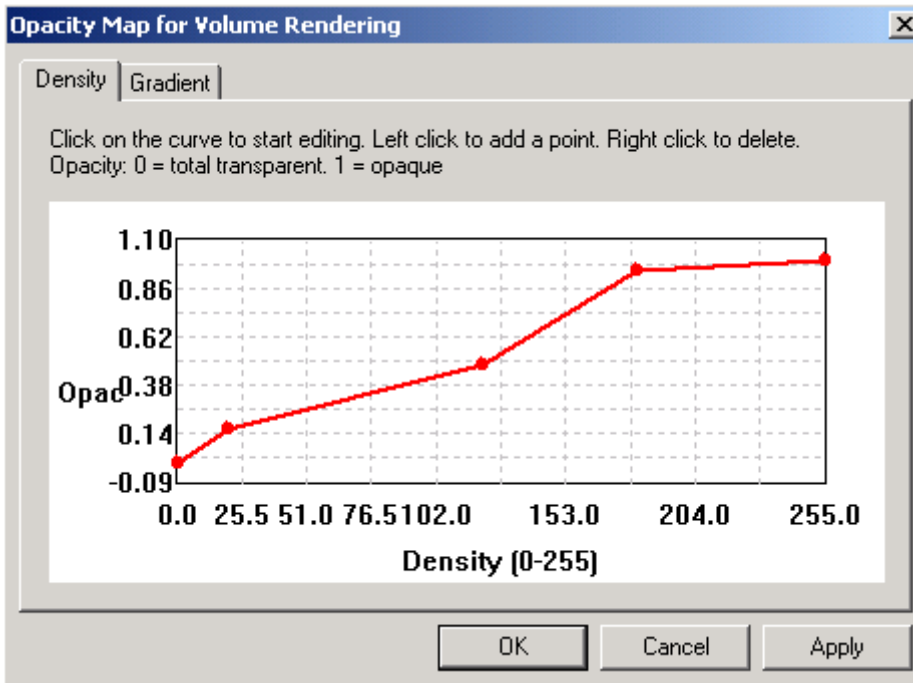 Opacity Map for Volume Rendering
Density Gradient
Click on the curve to start editing. Left click to add a point. Right click to delete.
Opacity: 0 = total transparent. 1 = opaque
1.10
0.86
0.62
Opac 0.38
0.14
-0.09
0.0 25.5 51.0 76.5 102.0 153.0 204.0 255.0
Density (0-255)
OK Cancel Apply